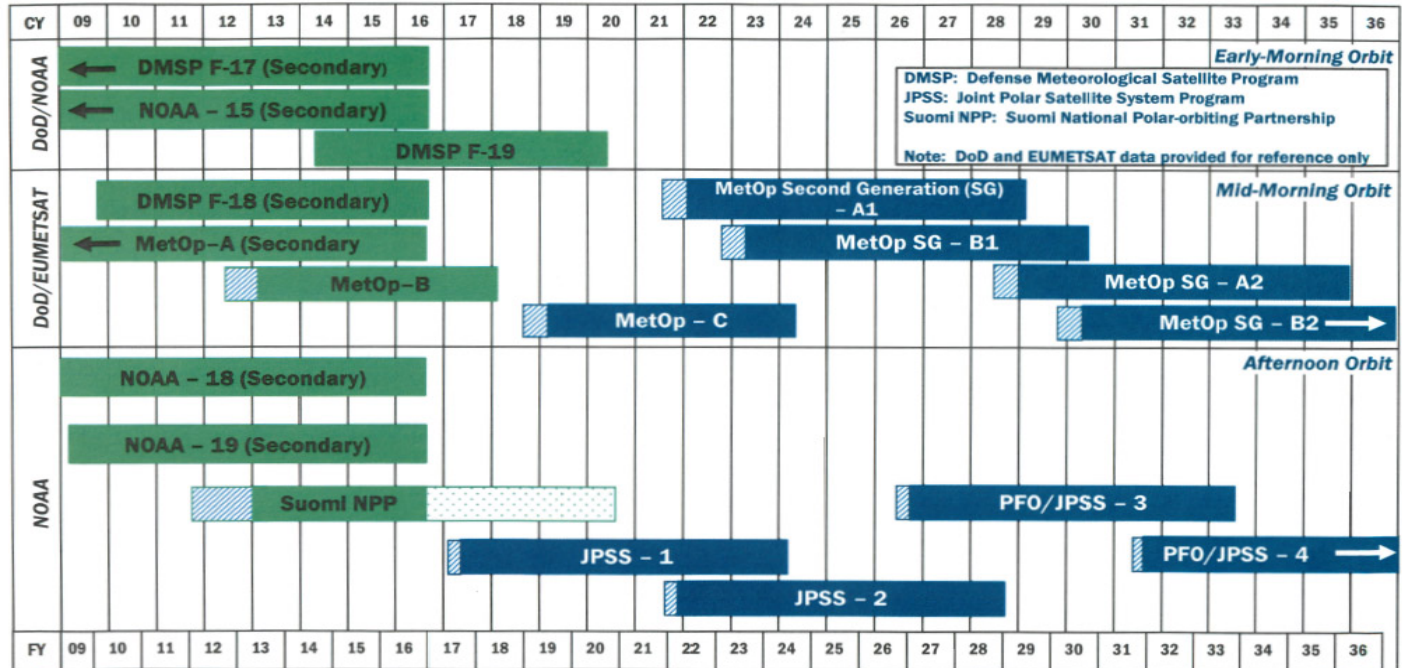 CY 09 10 11 12 13 14 15 16 17 18 19 20 21 22 23 24 25 26 27 28 29 30 31 32 33 34 35 36
DoD/NOAA
Early-Morning Orbit
DMSP F-17 (Secondary)
NOAA – 15 (Secondary)
DMSP F-19
DMSP: Defense Meteorological Satellite Program
JPSS: Joint Polar Satellite System Program
Suomi NPP: Suomi National Polar-orbiting Partnership
Note: DoD and EUMETSAT data provided for reference only
DoD/EUMETSAT
Mid-Morning Orbit
DMSP F-18 (Secondary)
MetOp Second Generation (SG)
– A1
MetOp–A (Secondary
MetOp SG – B1
MetOp–B
MetOp SG – A2
MetOp – C
MetOp SG – B2
NOAA
Afternoon Orbit
NOAA – 18 (Secondary)
NOAA – 19 (Secondary)
Suomi NPP
PFO/JPSS – 3
JPSS – 1
PFO/JPSS – 4
JPSS – 2
FY 09 10 11 12 13 14 15 16 17 18 19 20 21 22 23 24 25 26 27 28 29 30 31 32 33 34 35 36